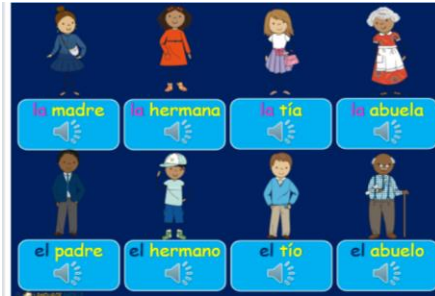 la madre
la hermana
la tía
la abuela
el padre
el hermano
el tío
el abuelo